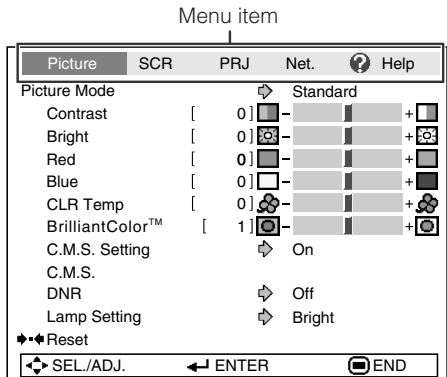 Menu item
Picture SCR PRJ Net. ? Help
Picture Mode Standard
Contrast [ 0 ] - +
Bright [ 0 ] - +
Red [ 0 ] - +
Blue [ 0 ] - +
CLR Temp [ 0 ] - +
BrilliantColor™ [ 1 ] - +
C.M.S. Setting On
C.M.S.
DNR Off
Lamp Setting Bright
Reset
SEL./ADJ. ENTER END